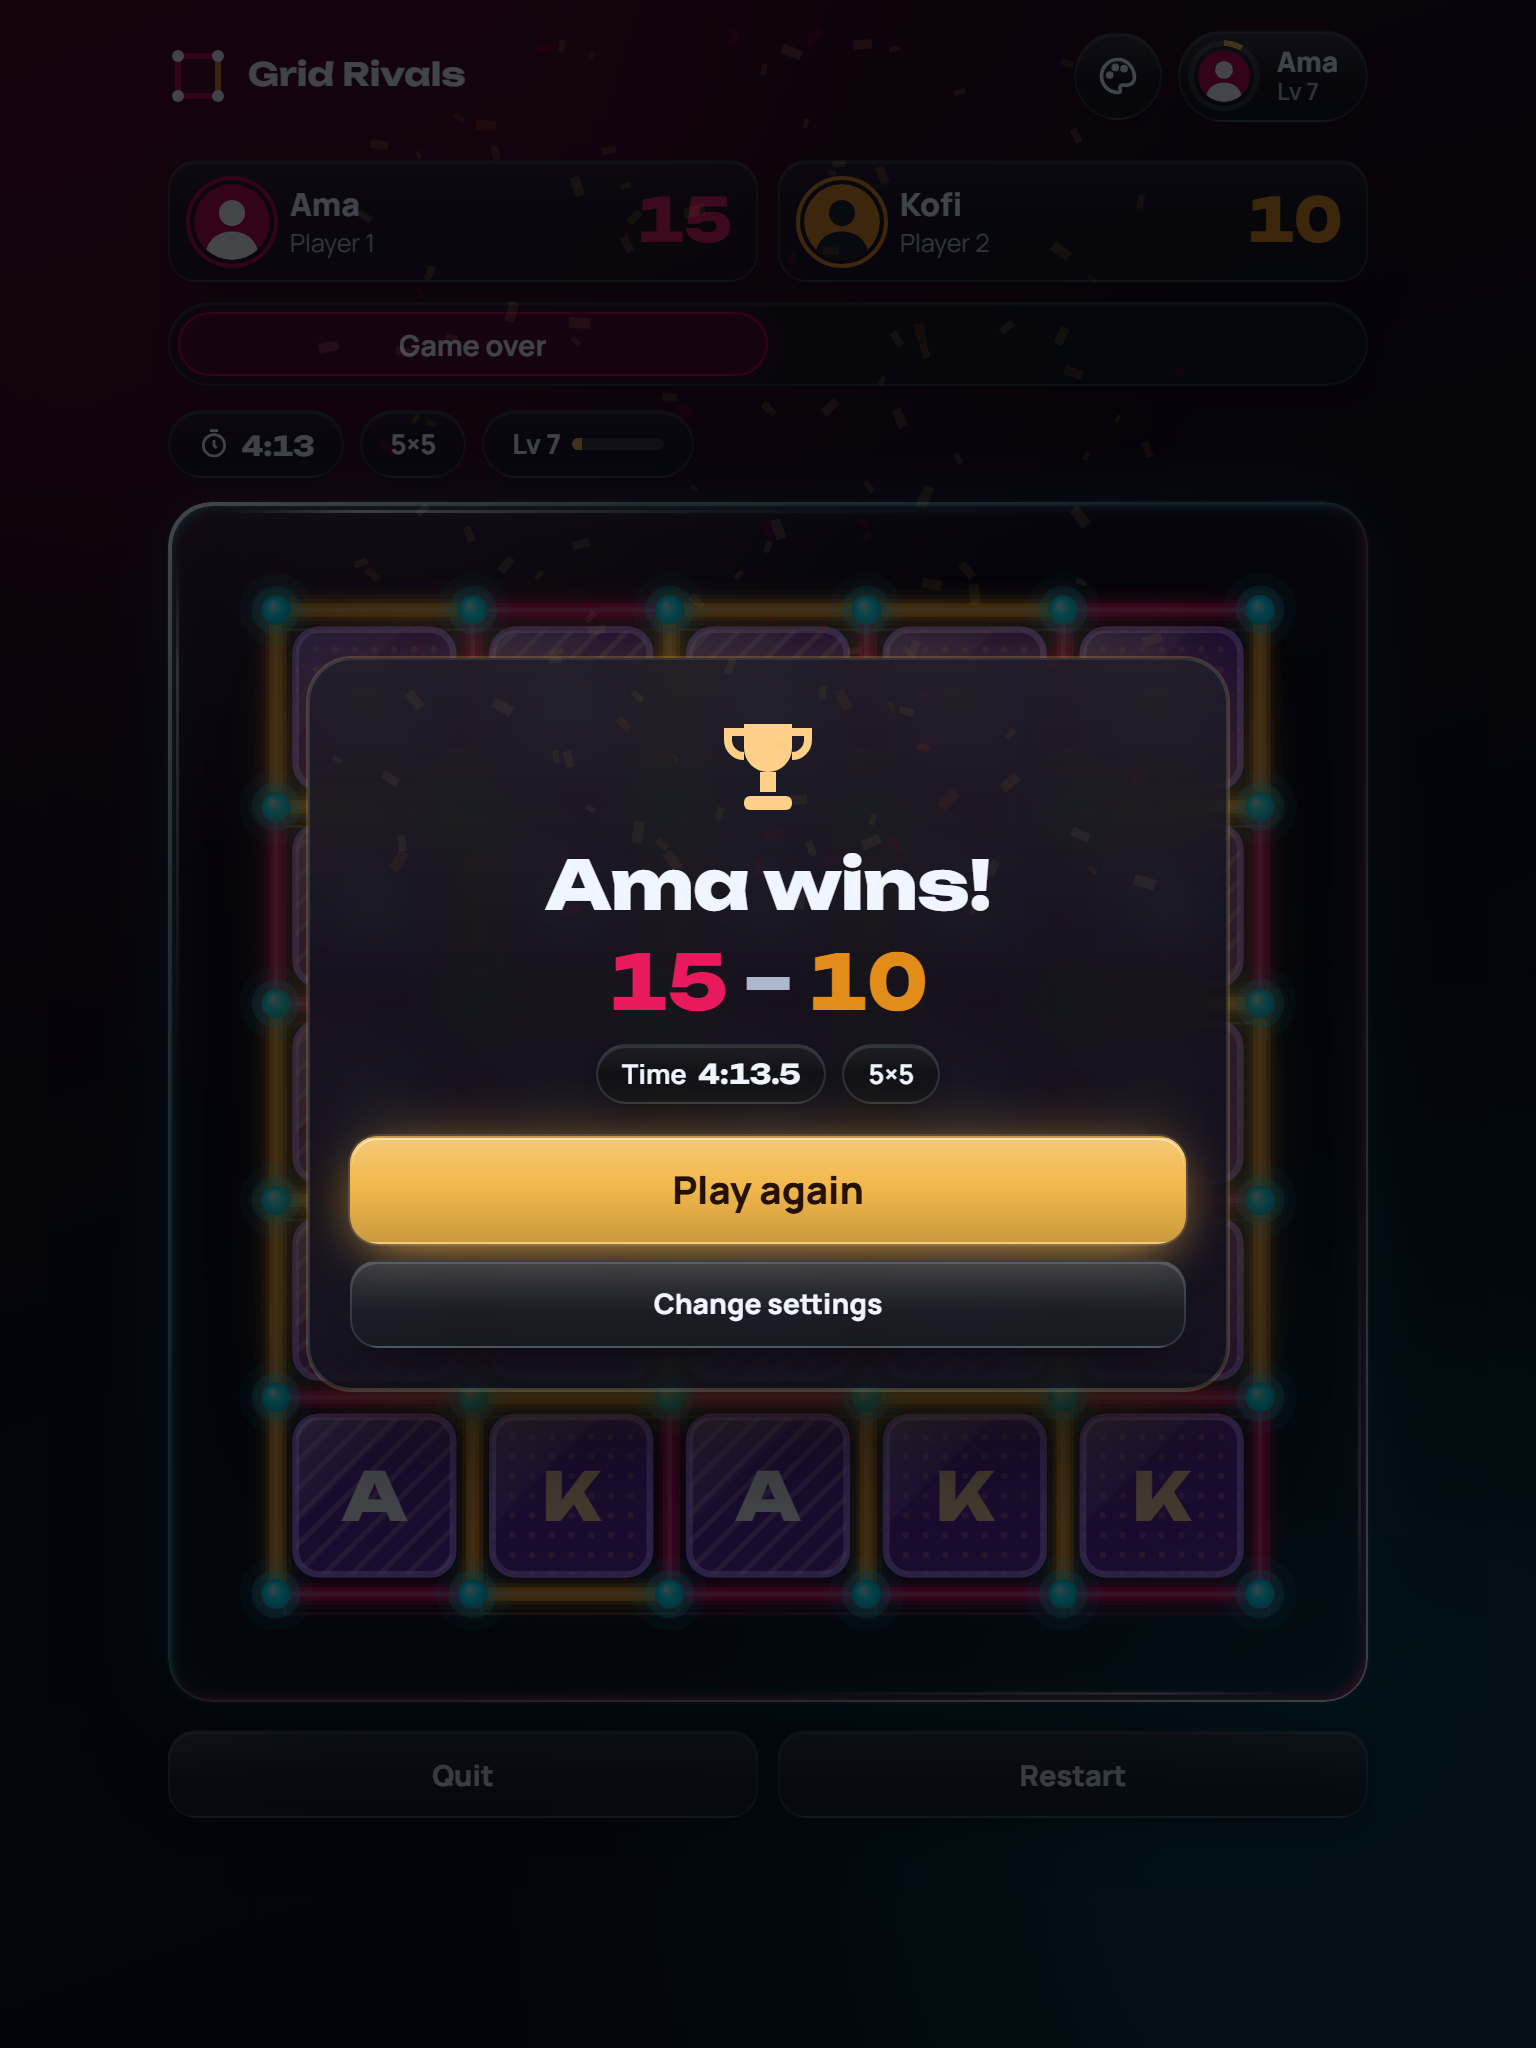 Grid Rivals
Ama
Lv 7
Ama
Player 1
15
Kofi
Player 2
10
Game over
4:13
5×5
Lv 7
Ama wins!
15 – 10
Time 4:13.5
5×5
Play again
Change settings
A K A K K
Quit
Restart